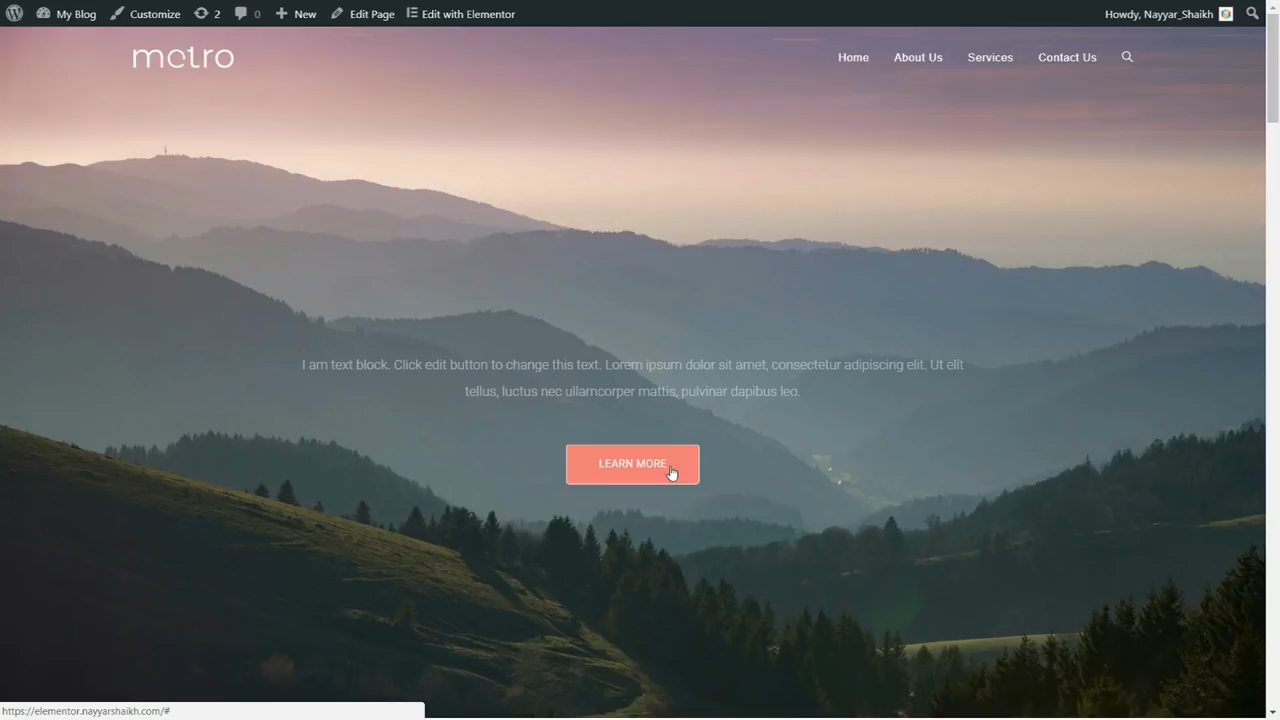 My Blog Customize 2 0 New Edit Page Edit with Elementor Howdy, Nayyar_Shaikh
metro Home About Us Services Contact Us
I am text block. Click edit button to change this text. Lorem ipsum dolor sit amet, consectetur adipiscing elit. Ut elit
tellus, luctus nec ullamcorper mattis, pulvinar dapibus leo.
LEARN MORE
https://elementor.nayyarshaikh.com/#